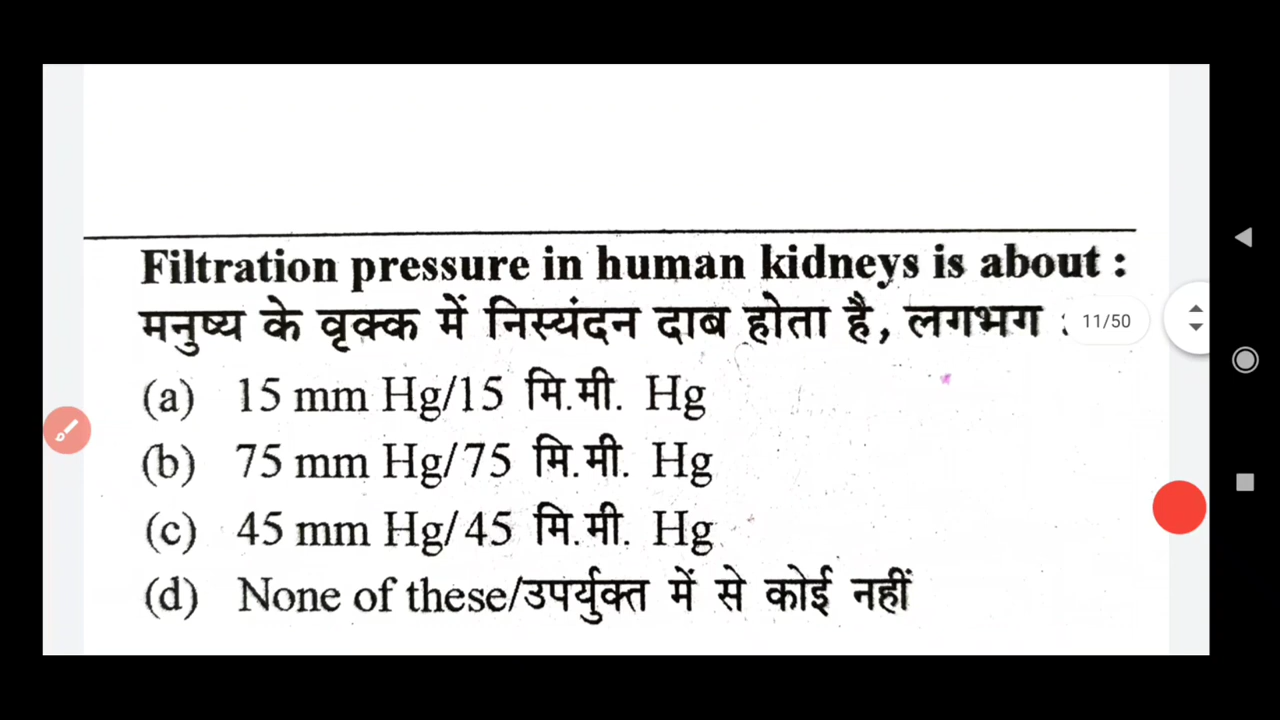 Filtration pressure in human kidneys is about :
मनुष्य के वृक्क में निस्यंदन दाब होता है, लगभग :
11/50
(a) 15 mm Hg/15 मि.मी. Hg
(b) 75 mm Hg/75 मि.मी. Hg
(c) 45 mm Hg/45 मि.मी. Hg
(d) None of these/उपर्युक्त में से कोई नहीं